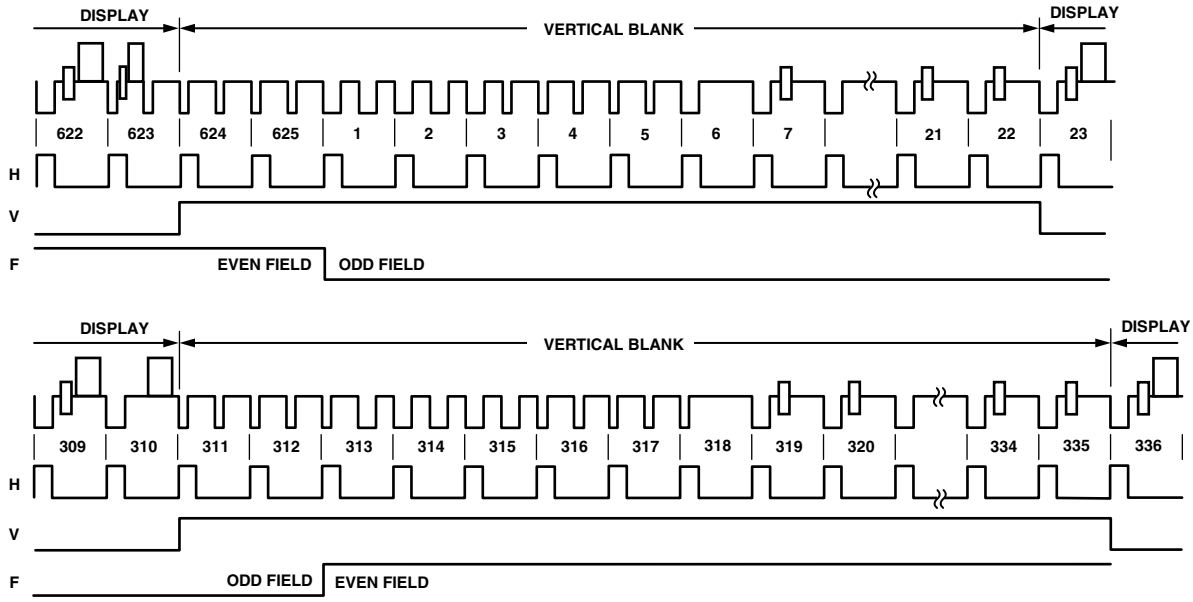 DISPLAY VERTICAL BLANK DISPLAY
622 623 624 625 1 2 3 4 5 6 7 21 22 23
H
V
F EVEN FIELD ODD FIELD
DISPLAY VERTICAL BLANK DISPLAY
309 310 311 312 313 314 315 316 317 318 319 320 334 335 336
H
V
F ODD FIELD EVEN FIELD